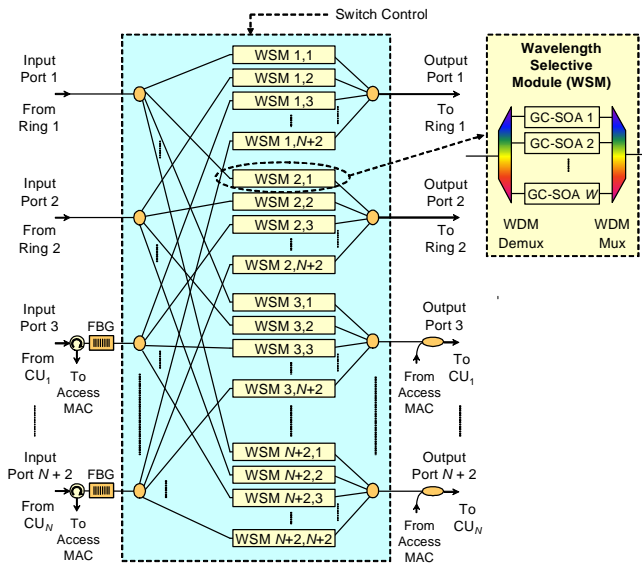 Switch Control
Input
Port 1
From
Ring 1
WSM 1,1
WSM 1,2
WSM 1,3
WSM 1,N+2
Output
Port 1
To
Ring 1
Wavelength
Selective
Module (WSM)
GC-SOA 1
GC-SOA 2
GC-SOA W
WDM
Demux
WDM
Mux
Input
Port 2
From
Ring 2
WSM 2,1
WSM 2,2
WSM 2,3
WSM 2,N+2
Output
Port 2
To
Ring 2
Input
Port 3
FBG
From
CU1
To
Access
MAC
WSM 3,1
WSM 3,2
WSM 3,3
WSM 3,N+2
Output
Port 3
From
Access
MAC
To
CU1
Input
Port N + 2
FBG
From
CUN
To
Access
MAC
WSM N+2,1
WSM N+2,2
WSM N+2,3
WSM N+2,N+2
Output
Port N + 2
From
Access
MAC
To
CUN